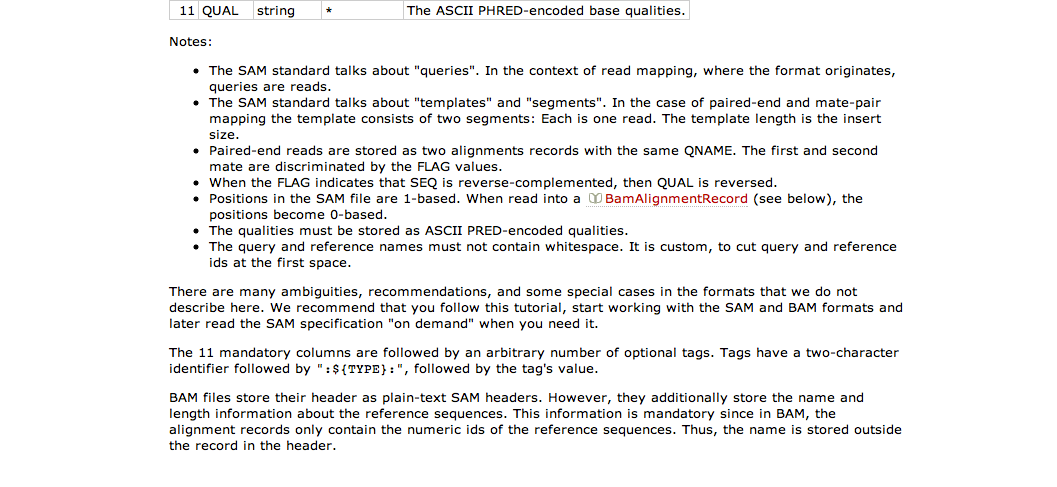 11 QUAL string * The ASCII PHRED-encoded base qualities.
Notes:
• The SAM standard talks about "queries". In the context of read mapping, where the format originates,
queries are reads.
• The SAM standard talks about "templates" and "segments". In the case of paired-end and mate-pair
mapping the template consists of two segments: Each is one read. The template length is the insert
size.
• Paired-end reads are stored as two alignments records with the same QNAME. The first and second
mate are discriminated by the FLAG values.
• When the FLAG indicates that SEQ is reverse-complemented, then QUAL is reversed.
• Positions in the SAM file are 1-based. When read into a BamAlignmentRecord (see below), the
positions become 0-based.
• The qualities must be stored as ASCII PRED-encoded qualities.
• The query and reference names must not contain whitespace. It is custom, to cut query and reference
ids at the first space.
There are many ambiguities, recommendations, and some special cases in the formats that we do not
describe here. We recommend that you follow this tutorial, start working with the SAM and BAM formats and
later read the SAM specification "on demand" when you need it.
The 11 mandatory columns are followed by an arbitrary number of optional tags. Tags have a two-character
identifier followed by ":${TYPE}:", followed by the tag's value.
BAM files store their header as plain-text SAM headers. However, they additionally store the name and
length information about the reference sequences. This information is mandatory since in BAM, the
alignment records only contain the numeric ids of the reference sequences. Thus, the name is stored outside
the record in the header.